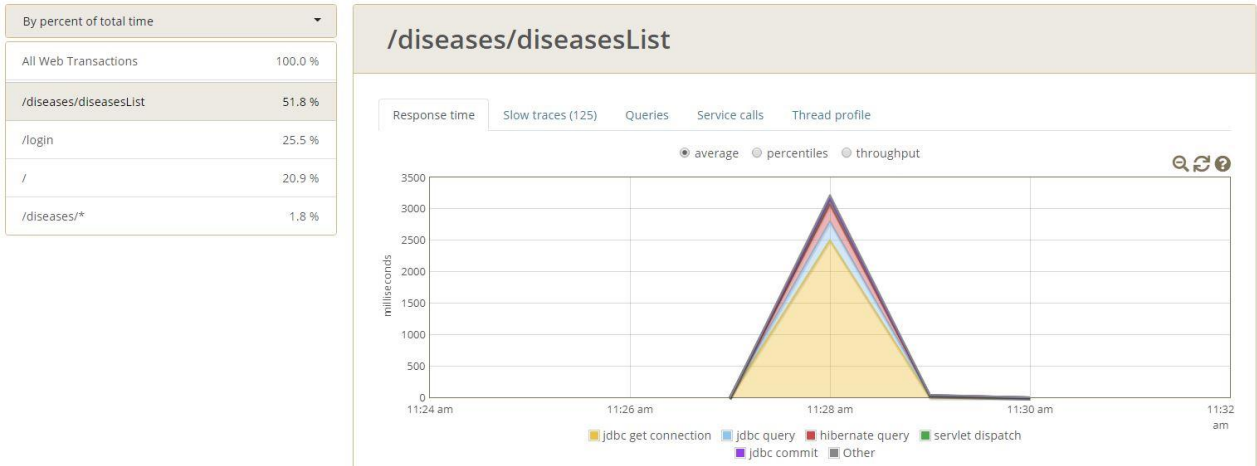 By percent of total time
All Web Transactions 100.0 %
/diseases/diseasesList 51.8 %
/login 25.5 %
/ 20.9 %
/diseases/* 1.8 %
/diseases/diseasesList
Response time Slow traces (125) Queries Service calls Thread profile
average percentiles throughput
3500
3000
2500
2000
1500
1000
500
0
milliseconds
11:24 am 11:26 am 11:28 am 11:30 am 11:32
am
jdbc get connection jdbc query hibernate query servlet dispatch
jdbc commit Other